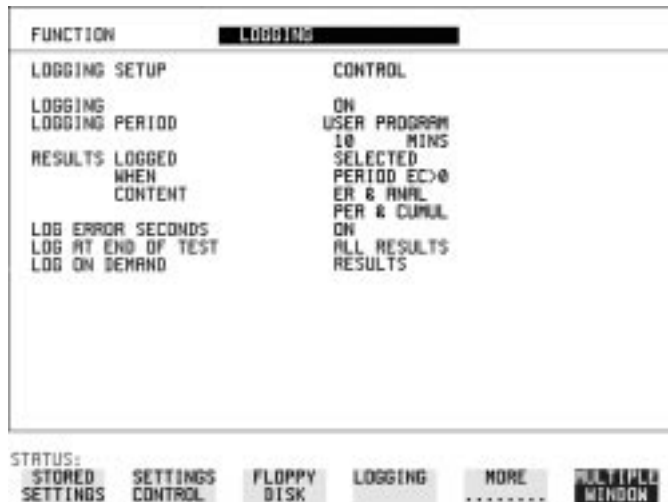 FUNCTION LOGGING
LOGGING SETUP CONTROL
LOGGING ON
LOGGING PERIOD USER PROGRAM
10 MINS
RESULTS LOGGED SELECTED
WHEN PERIOD EC>0
CONTENT ER & ANAL
PER & CUMUL
LOG ERROR SECONDS ON
LOG AT END OF TEST ALL RESULTS
LOG ON DEMAND RESULTS
STATUS:
STORED SETTINGS FLOPPY LOGGING MORE MULTIPLE
SETTINGS CONTROL DISK ........ WINDOW